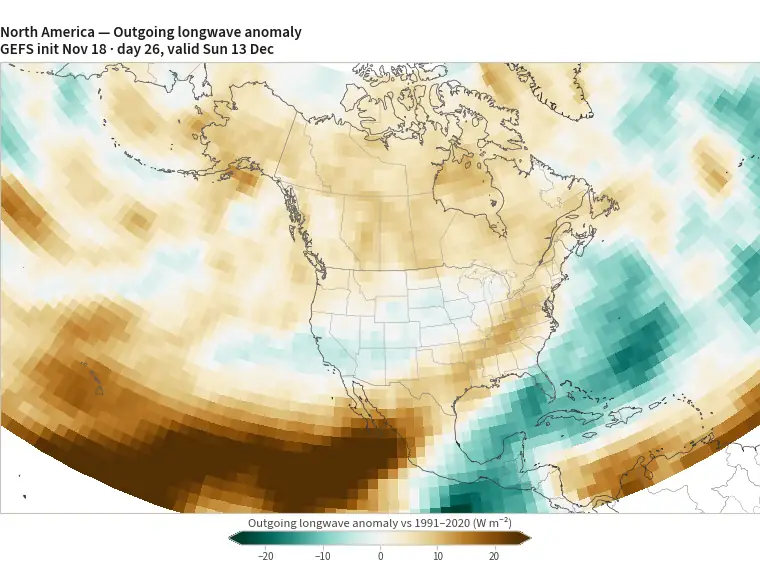 North America — Outgoing longwave anomaly
GEFS init Nov 18 · day 26, valid Sun 13 Dec
Outgoing longwave anomaly vs 1991–2020 (W m⁻²)
−20 −10 0 10 20